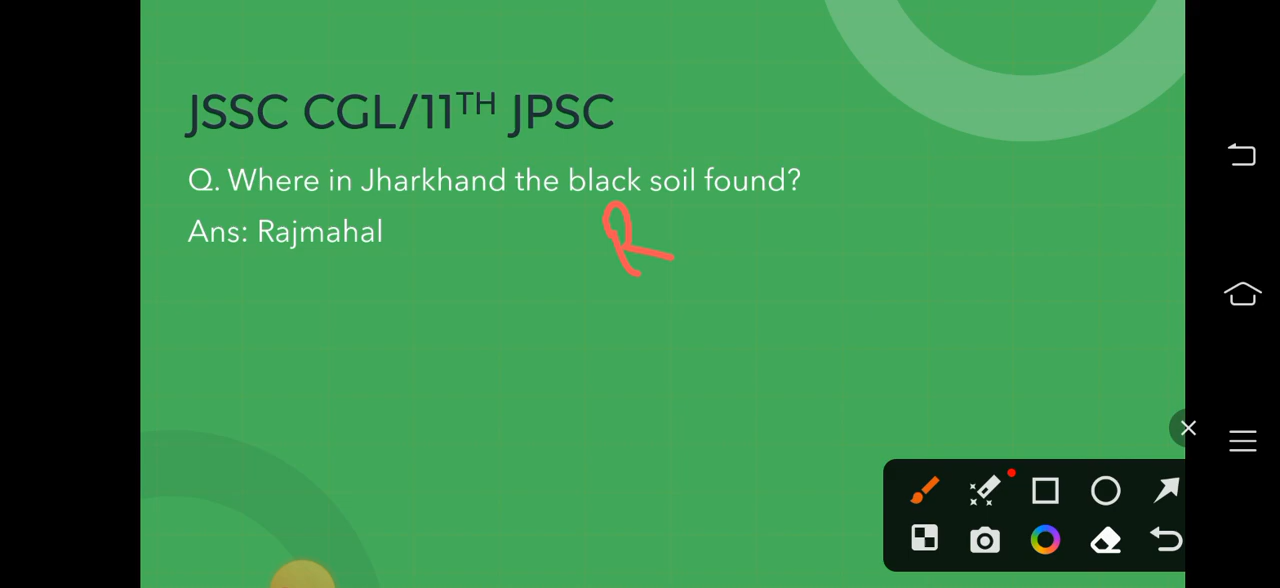 JSSC CGL/11TH JPSC
Q. Where in Jharkhand the black soil found?
Ans: Rajmahal
R